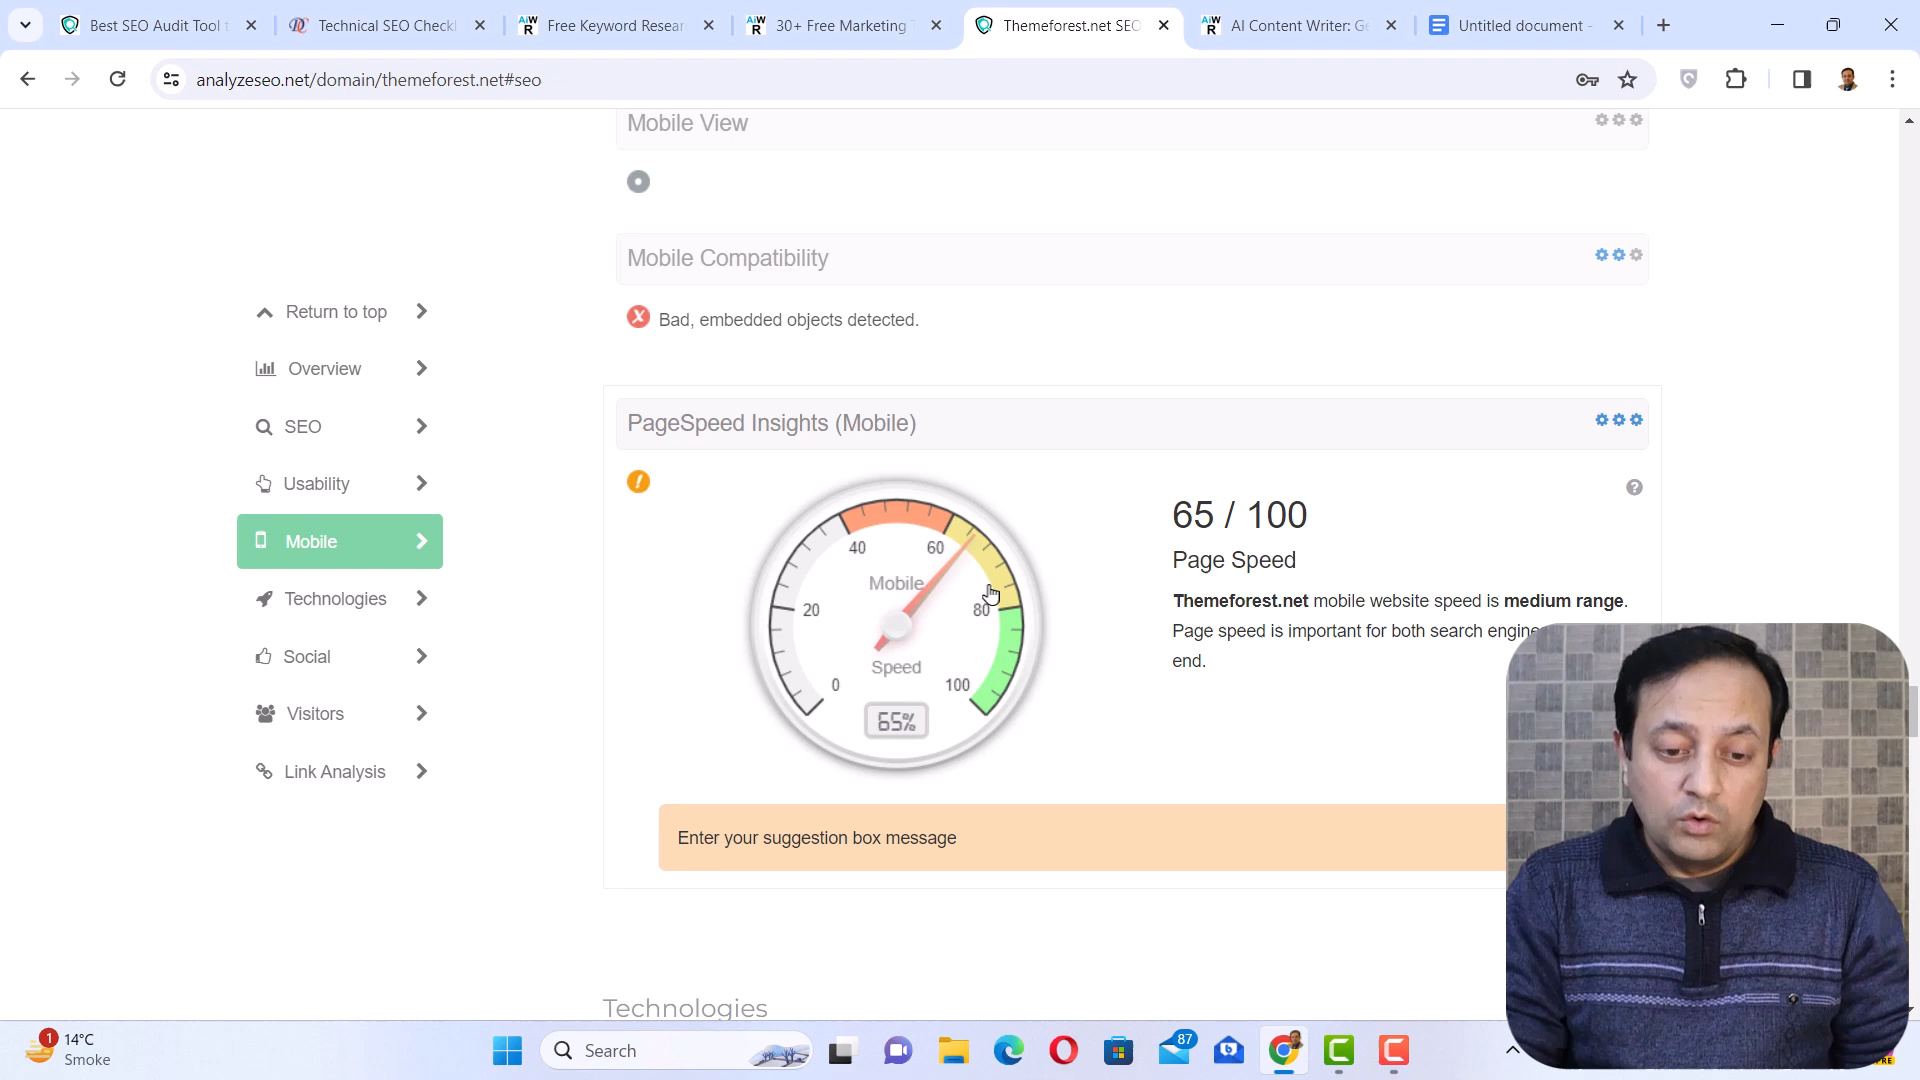 Best SEO Audit Tool t
Technical SEO Checkl
Free Keyword Resear
30+ Free Marketing T
Themeforest.net SEO
AI Content Writer: Ge
Untitled document -
analyzeseo.net/domain/themeforest.net#seo
Mobile View
Mobile Compatibility
Bad, embedded objects detected.
Return to top
Overview
SEO
Usability
Mobile
Technologies
Social
Visitors
Link Analysis
PageSpeed Insights (Mobile)
0
20
40
60
80
100
Mobile
Speed
65%
65 / 100
Page Speed
Themeforest.net mobile website speed is medium range.
Page speed is important for both search engine
end.
Enter your suggestion box message
Technologies
1
14°C
Smoke
Search
87